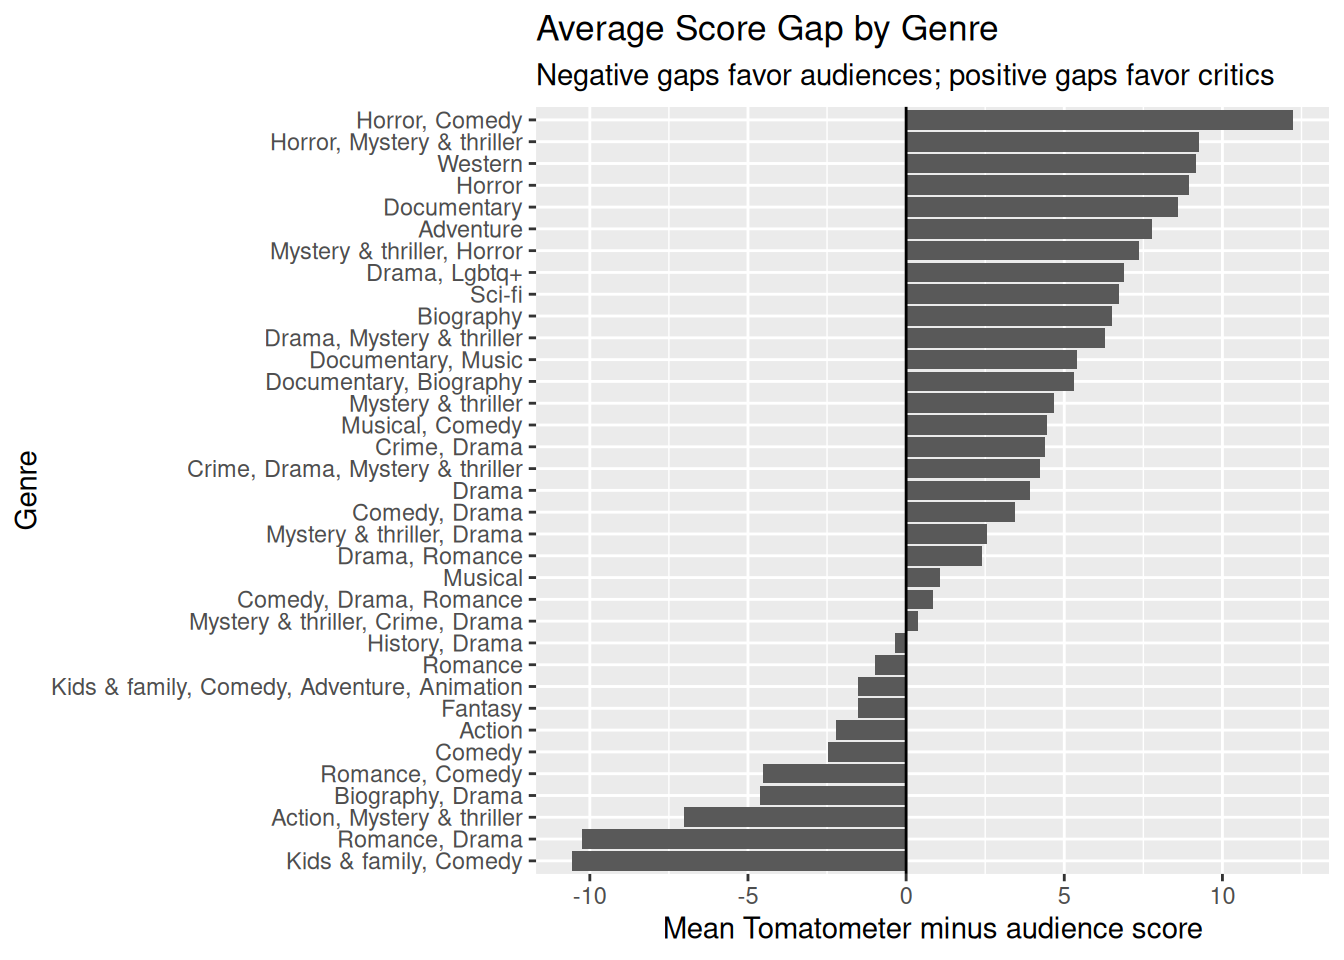 Average Score Gap by Genre
Negative gaps favor audiences; positive gaps favor critics
Genre
Horror, Comedy
Horror, Mystery & thriller
Western
Horror
Documentary
Adventure
Mystery & thriller, Horror
Drama, Lgbtq+
Sci-fi
Biography
Drama, Mystery & thriller
Documentary, Music
Documentary, Biography
Mystery & thriller
Musical, Comedy
Crime, Drama
Crime, Drama, Mystery & thriller
Drama
Comedy, Drama
Mystery & thriller, Drama
Drama, Romance
Musical
Comedy, Drama, Romance
Mystery & thriller, Crime, Drama
History, Drama
Romance
Kids & family, Comedy, Adventure, Animation
Fantasy
Action
Comedy
Romance, Comedy
Biography, Drama
Action, Mystery & thriller
Romance, Drama
Kids & family, Comedy
-10 -5 0 5 10
Mean Tomatometer minus audience score